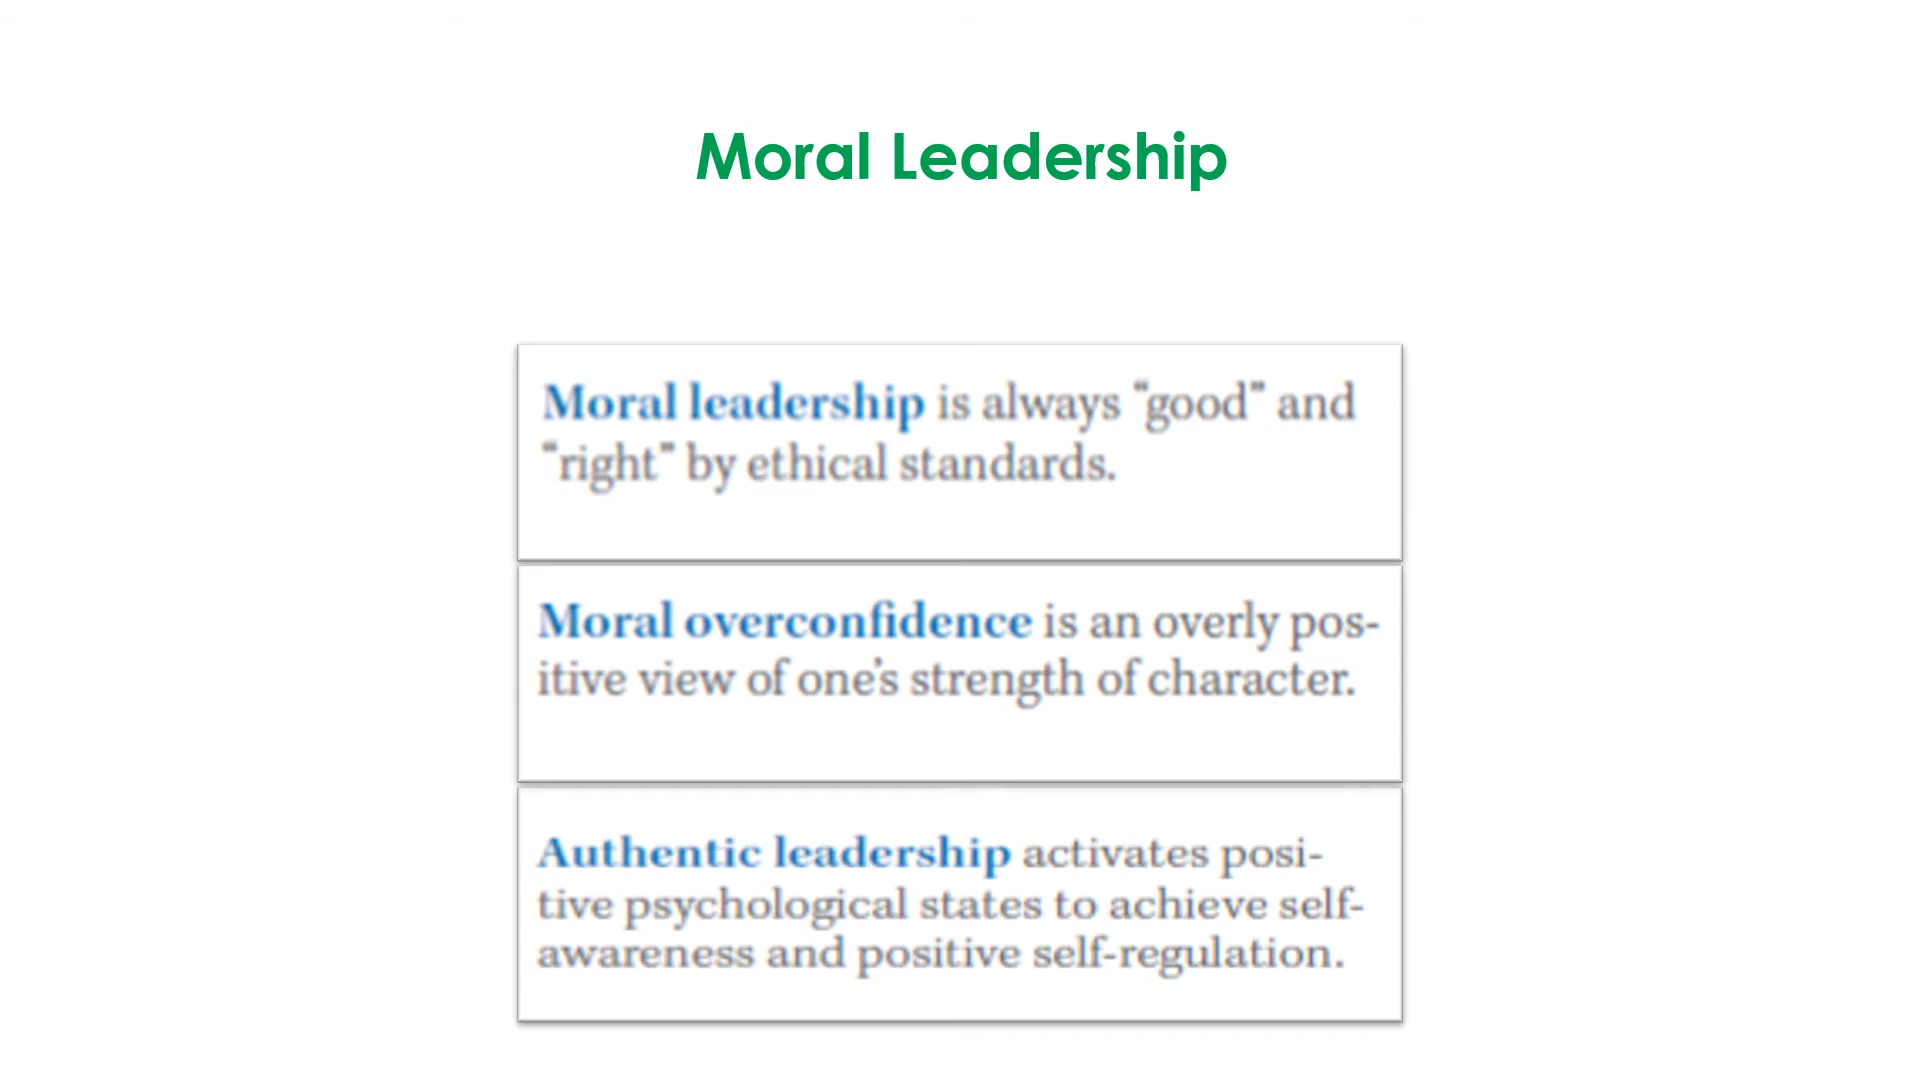 Moral Leadership
Moral leadership is always “good” and
“right” by ethical standards.
Moral overconfidence is an overly pos-
itive view of one’s strength of character.
Authentic leadership activates posi-
tive psychological states to achieve self-
awareness and positive self-regulation.